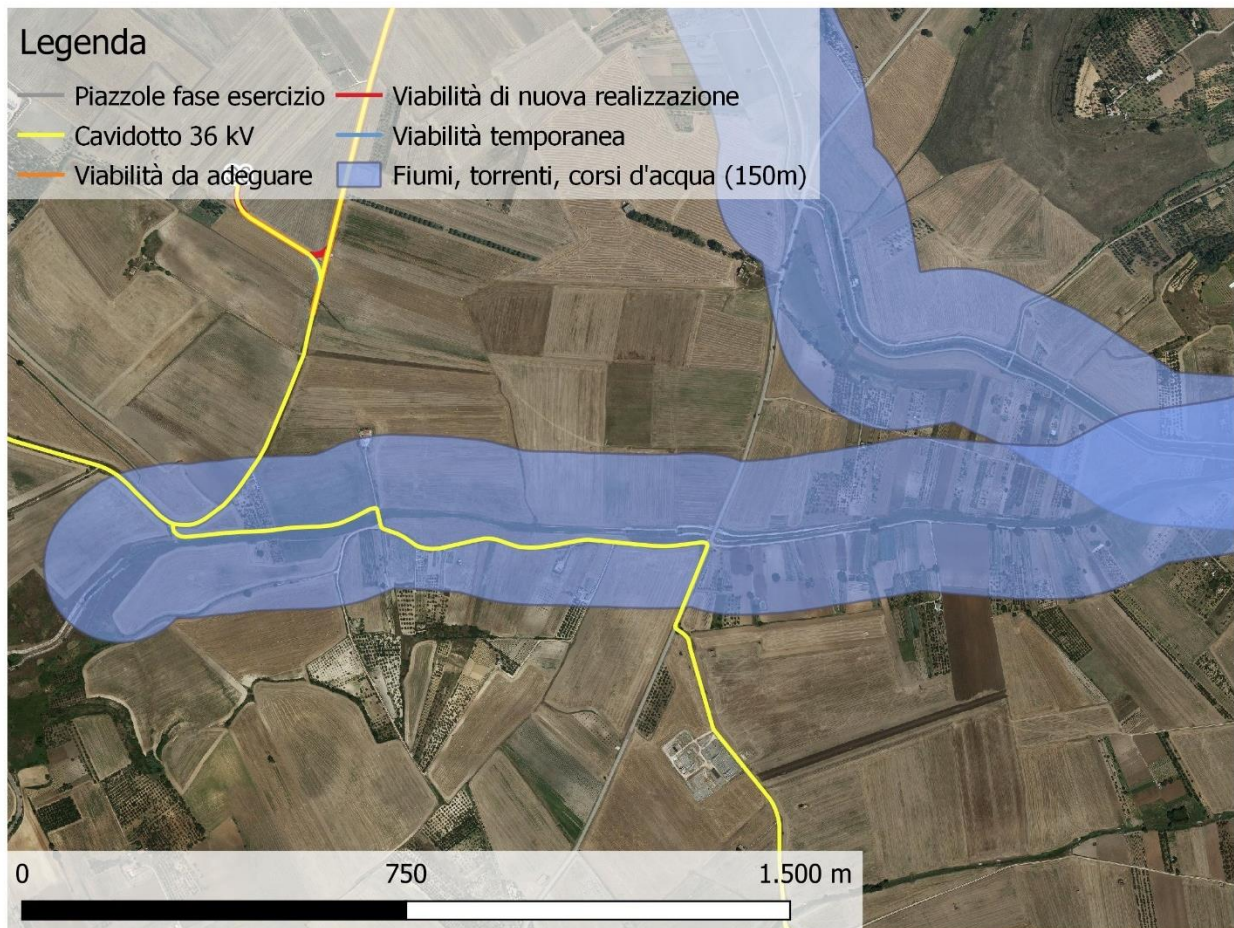 Legenda
Piazzole fase esercizio
Cavidotto 36 kV
Viabilità da adeguare
Viabilità di nuova realizzazione
Viabilità temporanea
Fiumi, torrenti, corsi d'acqua (150m)
0 750 1.500 m